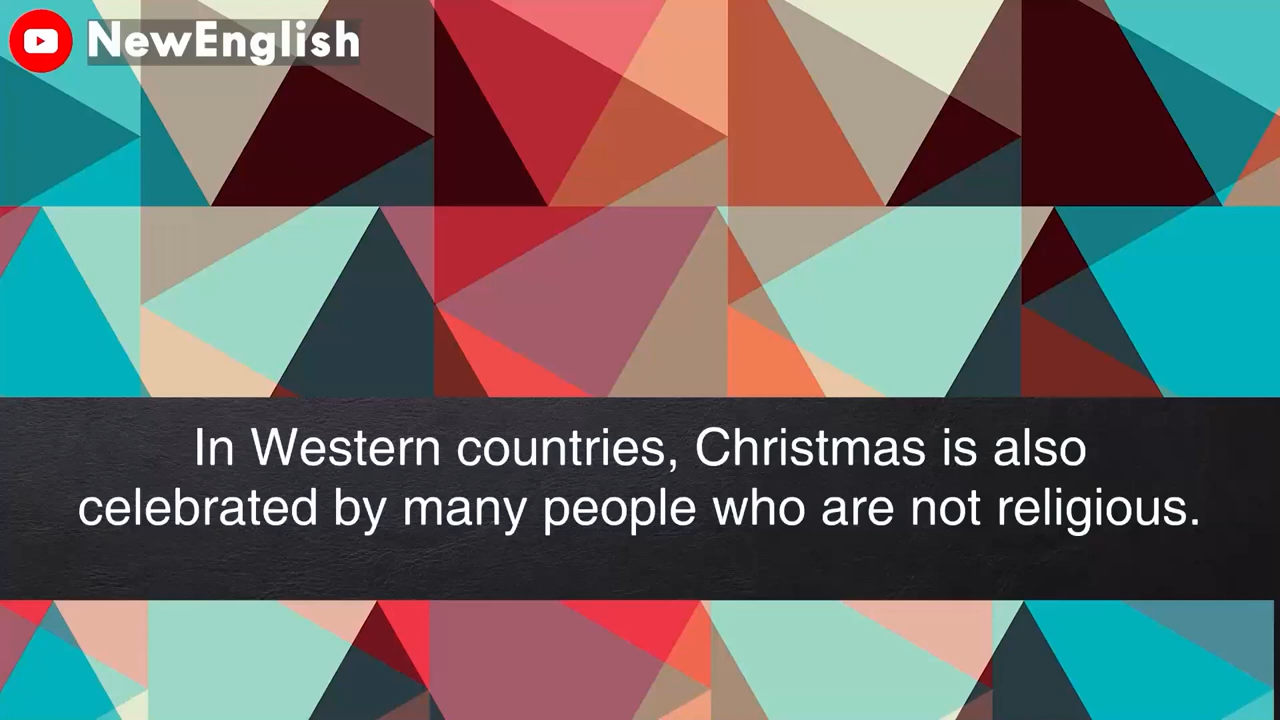 NewEnglish
In Western countries, Christmas is also
celebrated by many people who are not religious.